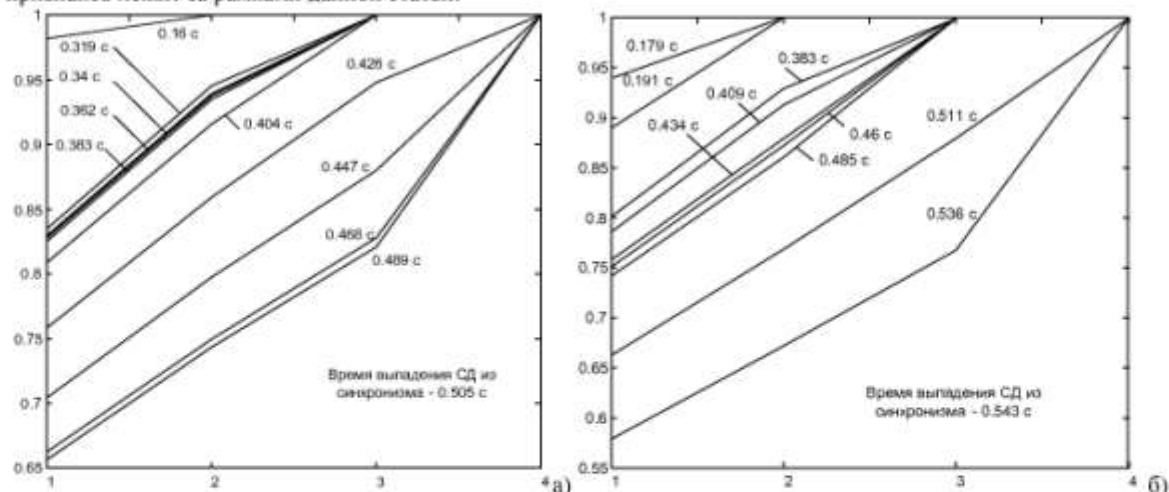 1
0.16 с
0.319 с
0.95
0.34 с
0.426 с
0.9
0.362 с
0.404 с
0.383 с
0.85
0.447 с
0.8
0.468 с
0.489 с
0.75
Время выпадения СД из
синхронизма - 0.505 с
0.7
0.65
1
2
3
4
а)
1
0.179 с
0.383 с
0.95
0.191 с
0.409 с
0.9
0.434 с
0.46 с
0.511 с
0.485 с
0.85
0.8
0.536 с
0.75
0.7
0.65
Время выпадения СД из
синхронизма - 0.543 с
0.6
0.55
1
2
3
4
б)